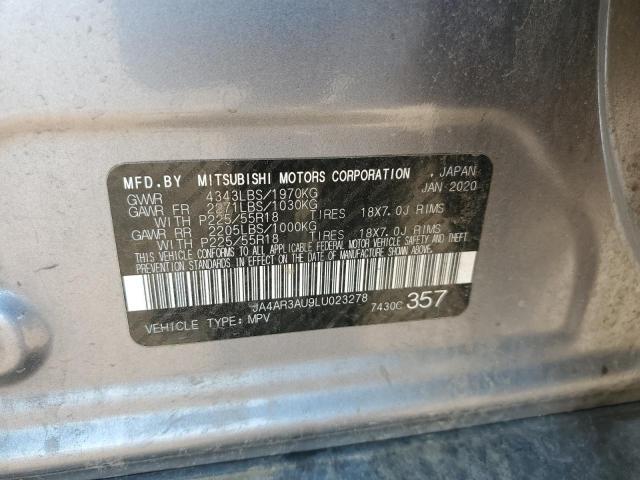 MFD.BY MITSUBISHI MOTORS CORPORATION , JAPAN
GVWR 4343LBS/1970KG JAN 2020
GAWR FR 2271LBS/1030KG
WITH P225/55R18 TIRES 18X7.0J RIMS
GAWR RR 2205LBS/1000KG
WITH P225/55R18 TIRES 18X7.0J RIMS
THIS VEHICLE CONFORMS TO ALL APPLICABLE FEDERAL MOTOR VEHICLE SAFETY AND THEFT
PREVENTION STANDARDS IN EFFECT ON THE DATE OF MANUFACTURE SHOWN ABOVE.
JA4AR3AU9LU023278
VEHICLE TYPE: MPV 7430C 357